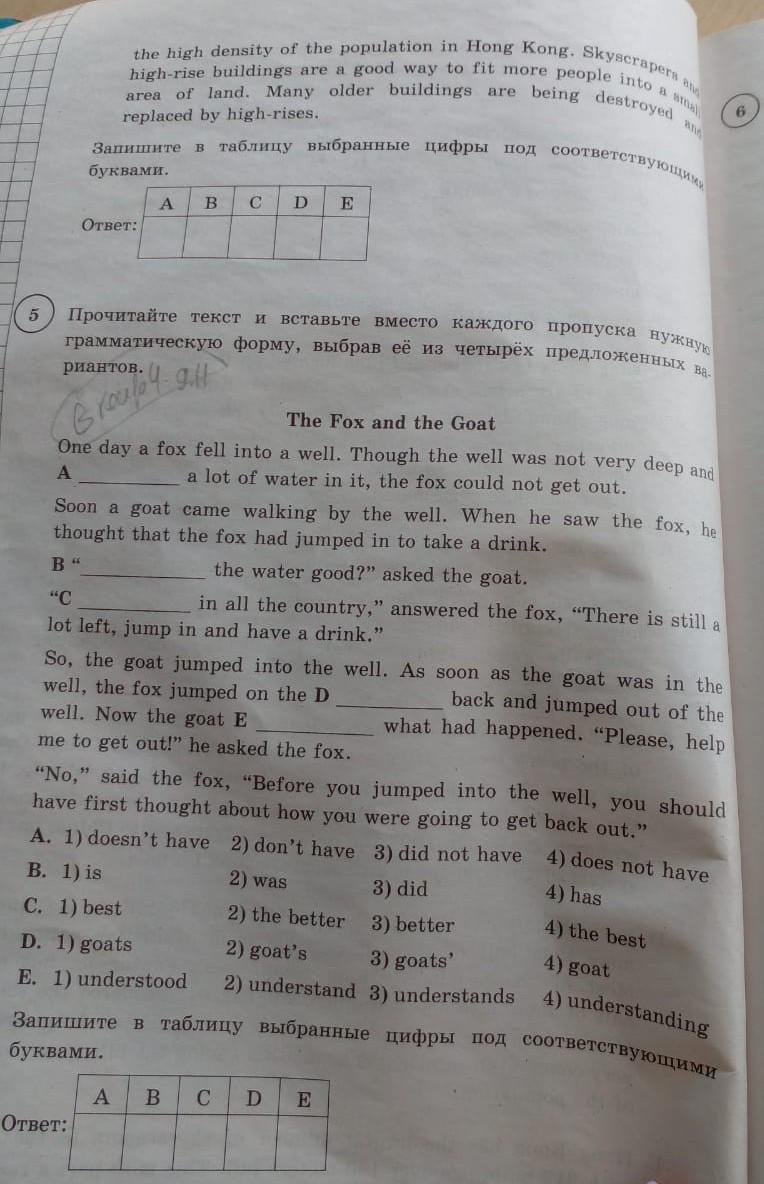 the high density of the population in Hong Kong. Skyscrapers and
high-rise buildings are a good way to fit more people into a small
area of land. Many older buildings are being destroyed and
replaced by high-rises.
6
Запишите в таблицу выбранные цифры под соответствующими
буквами.
A B C D E
Ответ:
5 Прочитайте текст и вставьте вместо каждого пропуска нужную
грамматическую форму, выбрав её из четырёх предложенных ва-
риантов.
The Fox and the Goat
One day a fox fell into a well. Though the well was not very deep and
A __________ a lot of water in it, the fox could not get out.
Soon a goat came walking by the well. When he saw the fox, he
thought that the fox had jumped in to take a drink.
B “____________ the water good?” asked the goat.
“C ___________ in all the country,” answered the fox, “There is still a
lot left, jump in and have a drink.”
So, the goat jumped into the well. As soon as the goat was in the
well, the fox jumped on the D __________ back and jumped out of the
well. Now the goat E ___________ what had happened. “Please, help
me to get out!” he asked the fox.
“No,” said the fox, “Before you jumped into the well, you should
have first thought about how you were going to get back out.”
A. 1) doesn’t have 2) don’t have 3) did not have 4) does not have
B. 1) is 2) was 3) did 4) has
C. 1) best 2) the better 3) better 4) the best
D. 1) goats 2) goat’s 3) goats’ 4) goat
E. 1) understood 2) understand 3) understands 4) understanding
Запишите в таблицу выбранные цифры под соответствующими
буквами.
A B C D E
Ответ: